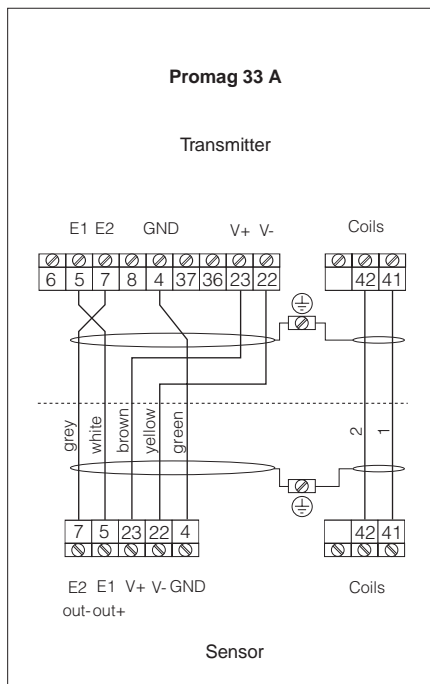 Promag 33 A
Transmitter
E1 E2 GND V+ V- Coils
6 5 7 8 4 37 36 23 22 42 41
grey white brown yellow green 2 1
7 5 23 22 4 42 41
E2 E1 V+ V- GND Coils
out- out+
Sensor